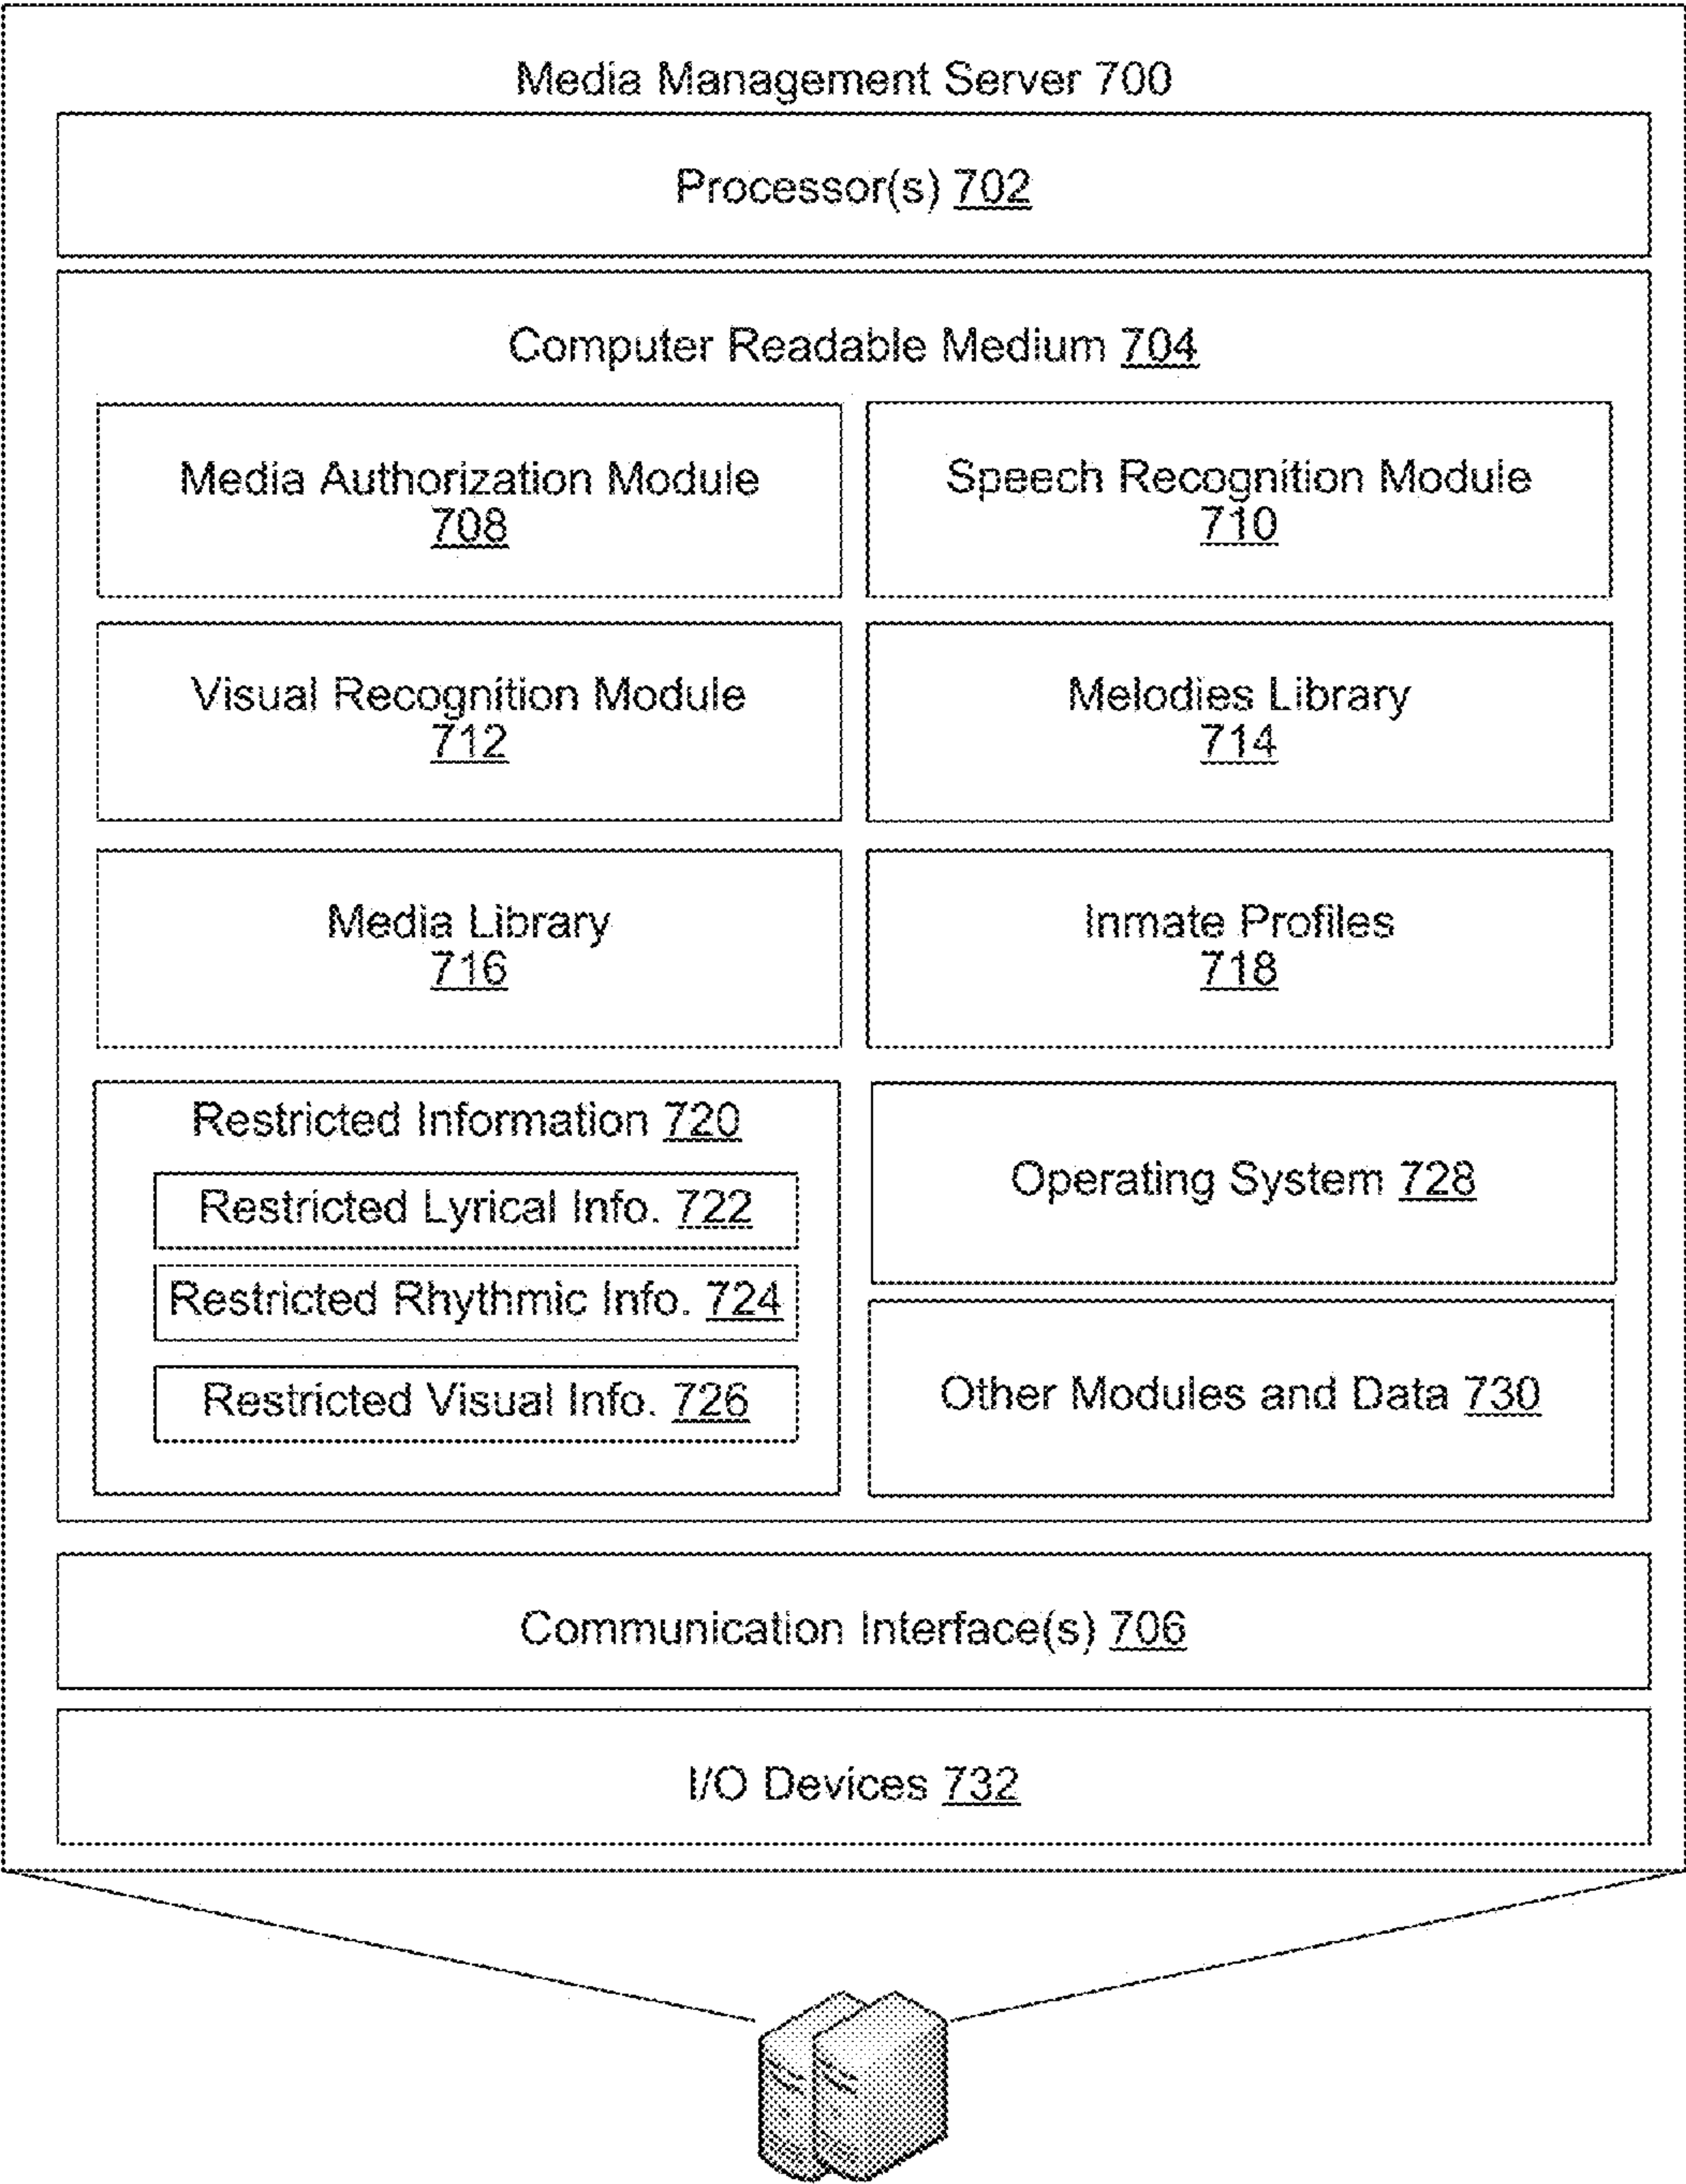 Media Management Server 700
Processor(s) 702
Computer Readable Medium 704
Media Authorization Module
708
Speech Recognition Module
710
Visual Recognition Module
712
Melodies Library
714
Media Library
716
Inmate Profiles
718
Restricted Information 720
Restricted Lyrical Info. 722
Restricted Rhythmic Info. 724
Restricted Visual Info. 726
Operating System 728
Other Modules and Data 730
Communication Interface(s) 706
I/O Devices 732